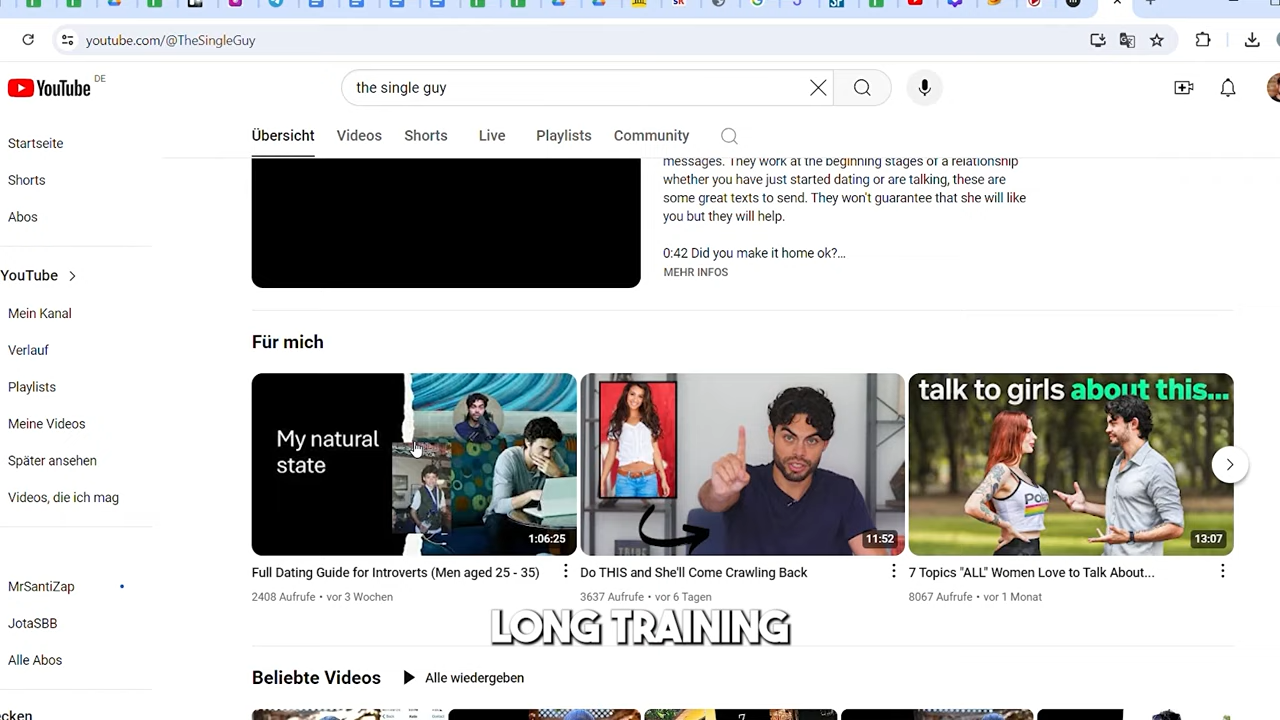 youtube.com/@TheSingleGuy
YouTube DE
the single guy
Übersicht Videos Shorts Live Playlists Community
Startseite
Shorts
Abos
YouTube
Mein Kanal
Verlauf
Playlists
Meine Videos
Später ansehen
Videos, die ich mag
MrSantiZap
JotaSBB
Alle Abos
ecken
messages. They work at the beginning stages of a relationship
whether you have just started dating or are talking, these are
some great texts to send. They won't guarantee that she will like
you but they will help.
0:42 Did you make it home ok?...
MEHR INFOS
Für mich
My natural
state
1:06:25
Full Dating Guide for Introverts (Men aged 25 - 35)
2408 Aufrufe • vor 3 Wochen
11:52
Do THIS and She'll Come Crawling Back
3637 Aufrufe • vor 6 Tagen
talk to girls about this...
13:07
7 Topics "ALL" Women Love to Talk About...
8067 Aufrufe • vor 1 Monat
LONG TRAINING
Beliebte Videos Alle wiedergeben